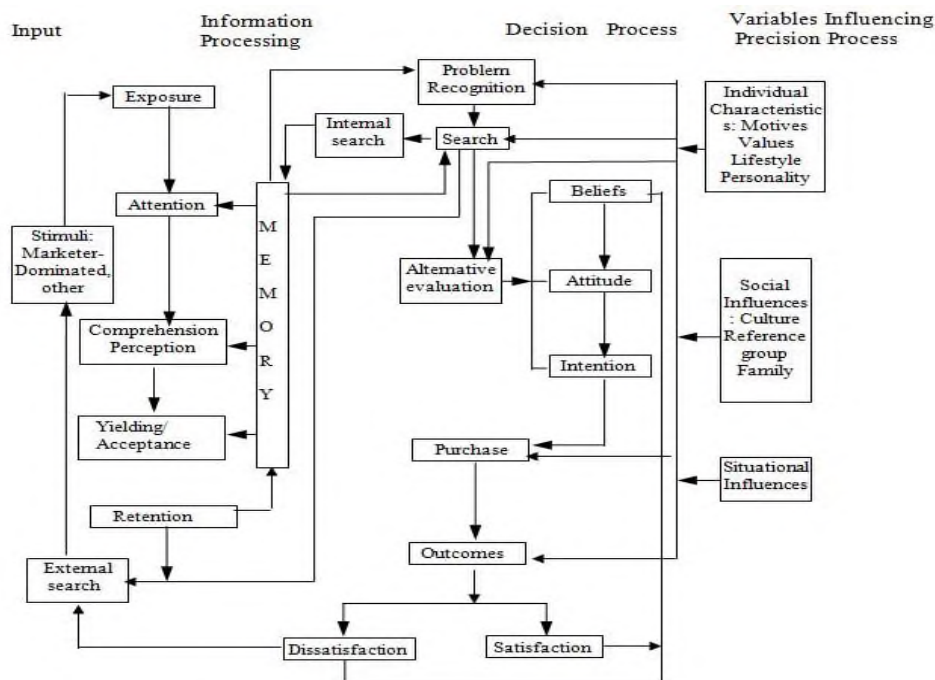 Input
Information
Processing
Decision Process
Variables Influencing
Precision Process
Problem
Recognition
Exposure
Internal
search
Search
Individual
Characteristic
s: Motives
Values
Lifestyle
Personality
Attention
M
E
M
O
R
Y
Beliefs
Stimuli:
Marketer-
Dominated,
other
Alternative
evaluation
Attitude
Social
Influences
: Culture
Reference
group
Family
Comprehension
Perception
Intention
Yielding/
Acceptance
Purchase
Situational
Influences
Retention
Outcomes
External
search
Dissatisfaction
Satisfaction